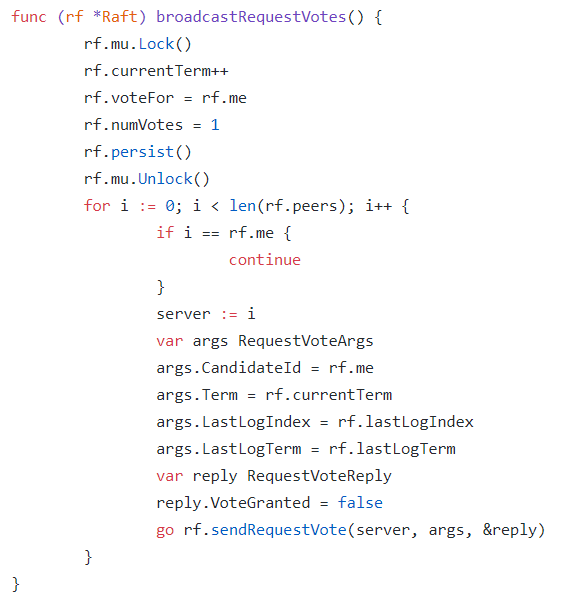 func (rf *Raft) broadcastRequestVotes() {
        rf.mu.Lock()
        rf.currentTerm++
        rf.voteFor = rf.me
        rf.numVotes = 1
        rf.persist()
        rf.mu.Unlock()
        for i := 0; i < len(rf.peers); i++ {
                if i == rf.me {
                        continue
                }
                server := i
                var args RequestVoteArgs
                args.CandidateId = rf.me
                args.Term = rf.currentTerm
                args.LastLogIndex = rf.lastLogIndex
                args.LastLogTerm = rf.lastLogTerm
                var reply RequestVoteReply
                reply.VoteGranted = false
                go rf.sendRequestVote(server, args, &reply)
        }
}